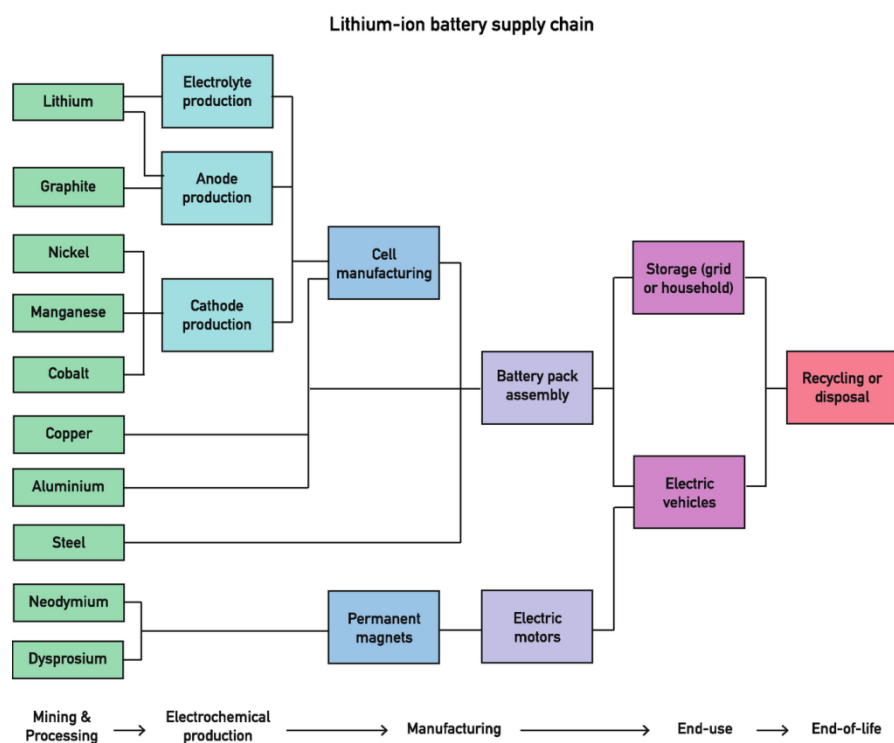 Lithium-ion battery supply chain
Lithium
Graphite
Nickel
Manganese
Cobalt
Copper
Aluminium
Steel
Neodymium
Dysprosium
Electrolyte
production
Anode
production
Cathode
production
Cell
manufacturing
Permanent
magnets
Battery pack
assembly
Electric
motors
Storage (grid
or household)
Electric
vehicles
Recycling or
disposal
Mining &
Processing
Electrochemical
production
Manufacturing
End-use
End-of-life